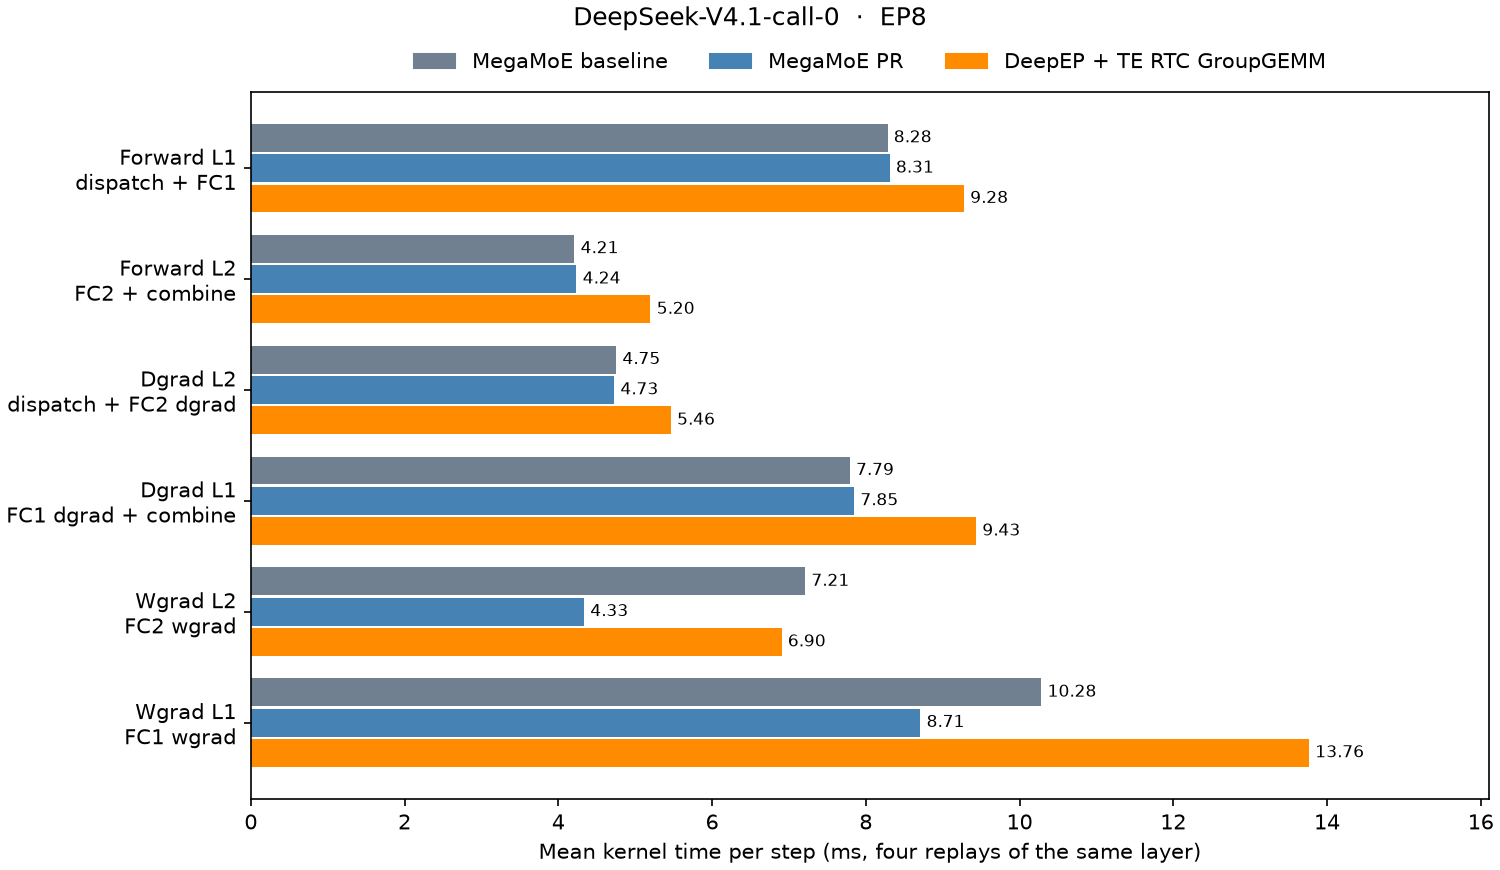 DeepSeek-V4.1-call-0 · EP8
MegaMoE baseline
MegaMoE PR
DeepEP + TE RTC GroupGEMM
Forward L1
dispatch + FC1
8.28
8.31
9.28
Forward L2
FC2 + combine
4.21
4.24
5.20
Dgrad L2
dispatch + FC2 dgrad
4.75
4.73
5.46
Dgrad L1
FC1 dgrad + combine
7.79
7.85
9.43
Wgrad L2
FC2 wgrad
7.21
4.33
6.90
Wgrad L1
FC1 wgrad
10.28
8.71
13.76
0 2 4 6 8 10 12 14 16
Mean kernel time per step (ms, four replays of the same layer)